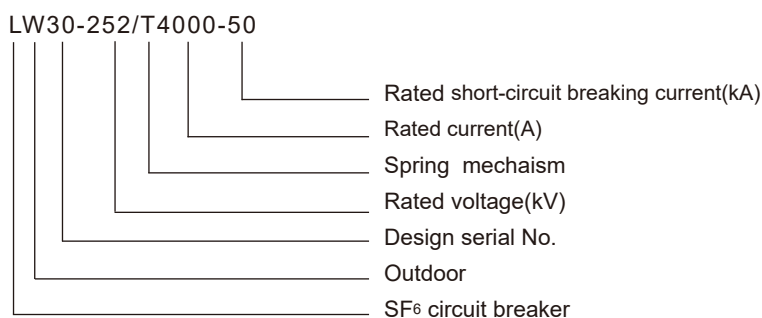 LW30-252/T4000-50
Rated short-circuit breaking current(kA)
Rated current(A)
Spring mechaism
Rated voltage(kV)
Design serial No.
Outdoor
SF6 circuit breaker